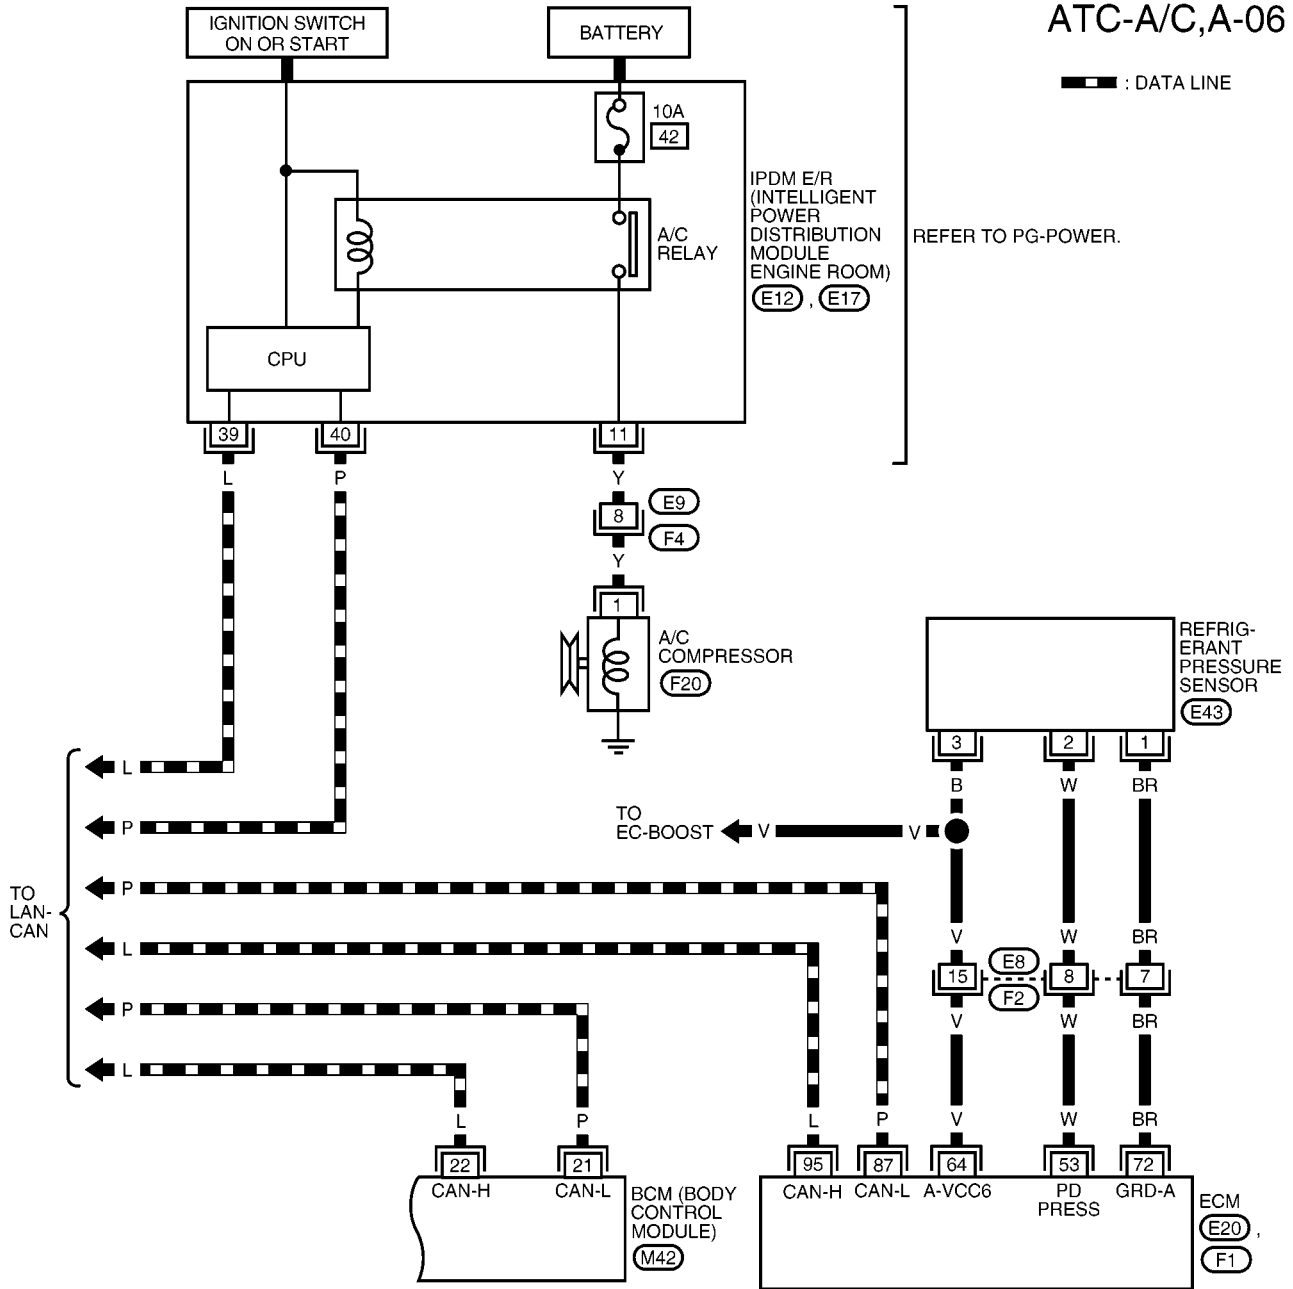 IGNITION SWITCH
ON OR START
BATTERY
ATC-A/C,A-06
: DATA LINE
10A
42
IPDM E/R
(INTELLIGENT
POWER
DISTRIBUTION
MODULE
ENGINE ROOM)
E12 , E17
REFER TO PG-POWER.
A/C
RELAY
CPU
39
40
11
L
P
Y
8
E9
F4
Y
1
A/C
COMPRESSOR
F20
REFRIG-
ERANT
PRESSURE
SENSOR
E43
3
2
1
B
W
BR
L
P
TO
EC-BOOST
V
V
P
L
P
L
TO
LAN-
CAN
V
W
BR
15
E8
F2
8
7
V
W
BR
L
P
L
P
V
W
BR
22
21
95
87
64
53
72
CAN-H
CAN-L
CAN-H
CAN-L
A-VCC6
PD
PRESS
GRD-A
BCM (BODY
CONTROL
MODULE)
M42
ECM
E20 ,
F1